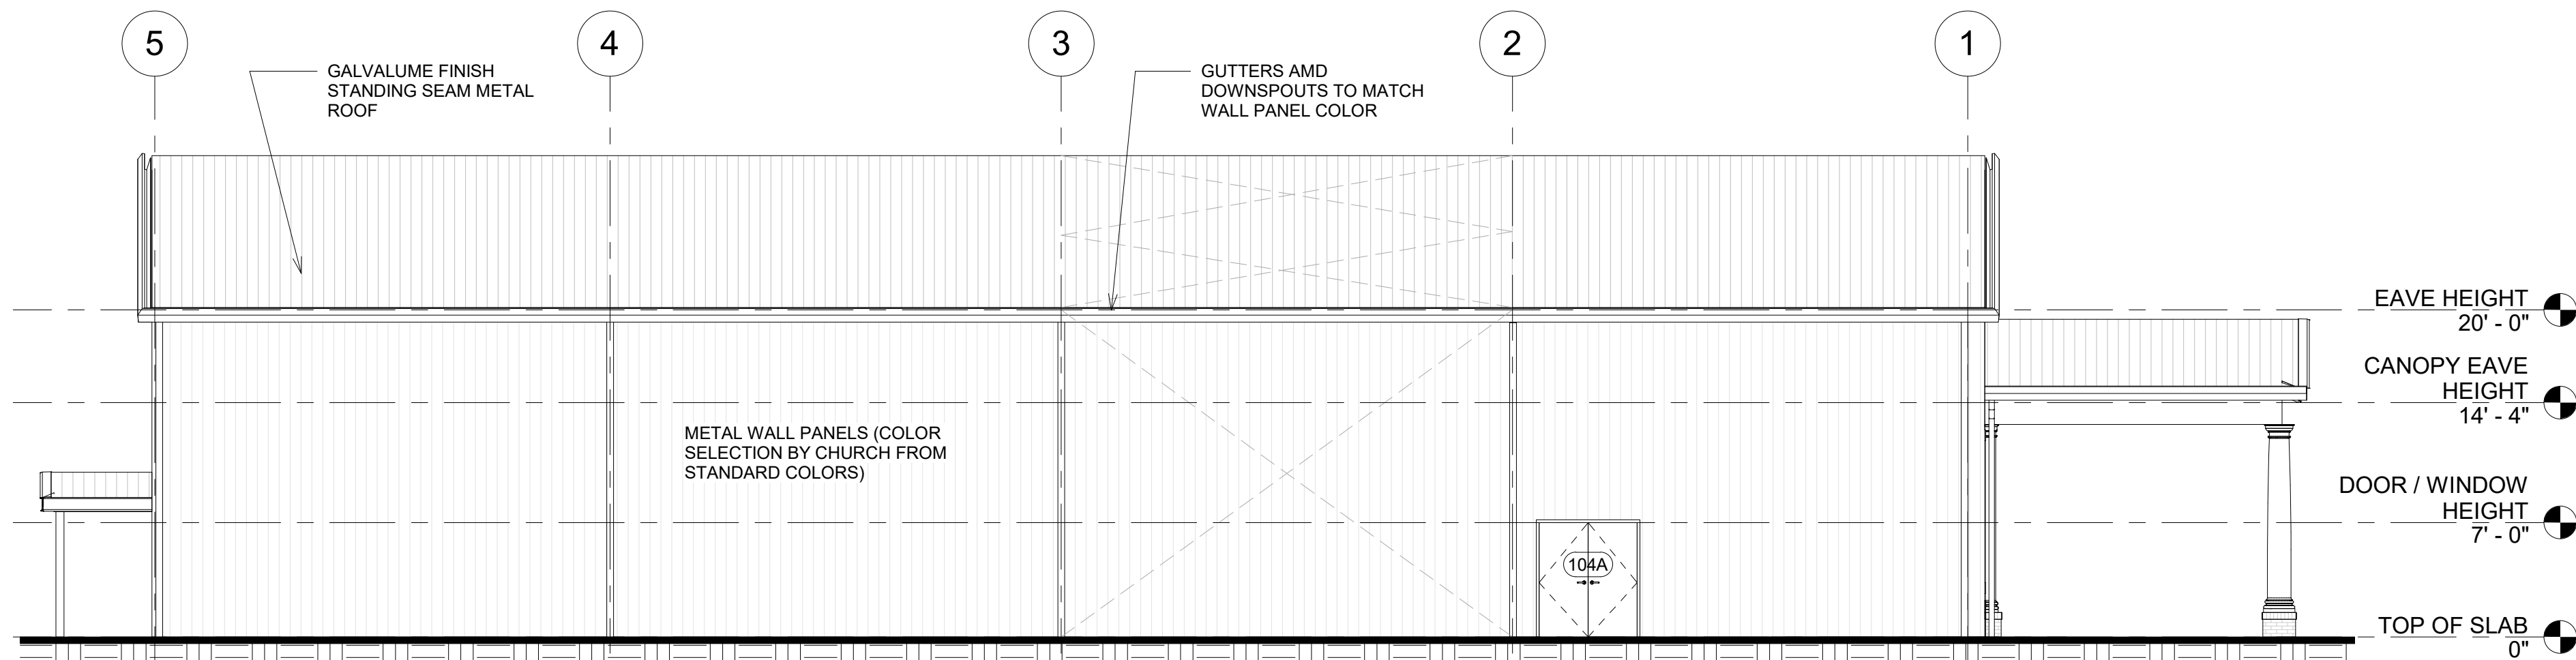 5
4
3
2
1
GALVALUME FINISH
STANDING SEAM METAL
ROOF
GUTTERS AMD
DOWNSPOUTS TO MATCH
WALL PANEL COLOR
EAVE HEIGHT
20' - 0"
CANOPY EAVE
HEIGHT
14' - 4"
METAL WALL PANELS (COLOR
SELECTION BY CHURCH FROM
STANDARD COLORS)
DOOR / WINDOW
HEIGHT
7' - 0"
104A
TOP OF SLAB
0"